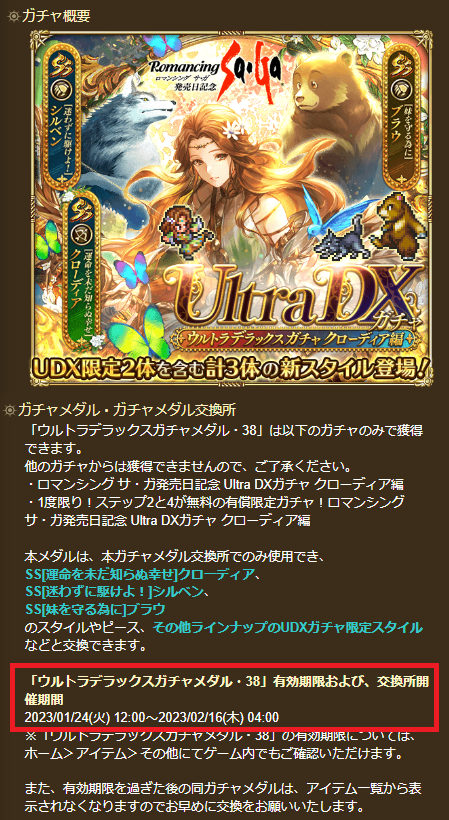 ガチャ概要
Romancing Sa・Ga
ロマンシング サ・ガ
発売日記念
SS
[迷わずに駆けよ!]
シルベン
SS
[妹を守る為に]
ブラウ
SS
[運命を未だ知らぬ幸せ]
クローディア
Ultra DX
ガチャ
ウルトラデラックスガチャ クローディア編
UDX限定2体を含む計3体の新スタイル登場!
ガチャメダル・ガチャメダル交換所
「ウルトラデラックスガチャメダル・38」は以下のガチャのみで獲得
できます。
他のガチャからは獲得できませんので、ご了承ください。
・ロマンシング サ・ガ発売日記念 Ultra DXガチャ クローディア編
・1度限り!ステップ2と4が無料の有償限定ガチャ!ロマンシング
サ・ガ発売日記念 Ultra DXガチャ クローディア編
本メダルは、本ガチャメダル交換所でのみ使用でき、
SS[運命を未だ知らぬ幸せ]クローディア、
SS[迷わずに駆けよ!]シルベン、
SS[妹を守る為に]ブラウ
のスタイルやピース、その他ラインナップのUDXガチャ限定スタイル
などと交換できます。
「ウルトラデラックスガチャメダル・38」有効期限および、交換所開
催期間
2023/01/24(火) 12:00～2023/02/16(木) 04:00
※「ウルトラデラックスガチャメダル・38」の有効期限については、
ホーム＞アイテム＞その他にてゲーム内でもご確認いただけます。
また、有効期限を過ぎた後の同ガチャメダルは、アイテム一覧から表
示されなくなりますのでお早めに交換をお願いいたします。